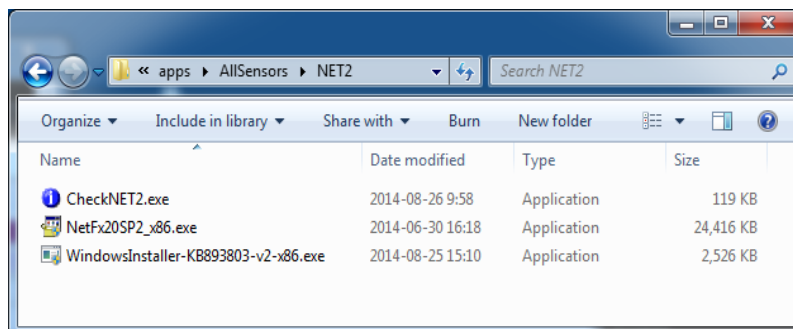 « apps ▸ AllSensors ▸ NET2 Search NET2
Organize ▾ Include in library ▾ Share with ▾ Burn New folder
Name Date modified Type Size
CheckNET2.exe 2014-08-26 9:58 Application 119 KB
NetFx20SP2_x86.exe 2014-06-30 16:18 Application 24,416 KB
WindowsInstaller-KB893803-v2-x86.exe 2014-08-25 15:10 Application 2,526 KB